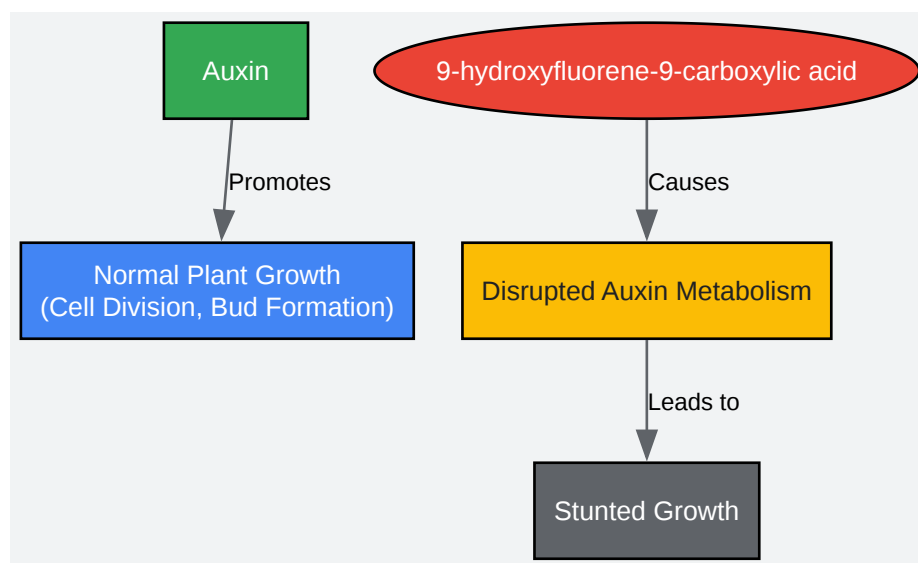 Auxin
9-hydroxyfluorene-9-carboxylic acid
Promotes
Causes
Normal Plant Growth
(Cell Division, Bud Formation)
Disrupted Auxin Metabolism
Leads to
Stunted Growth